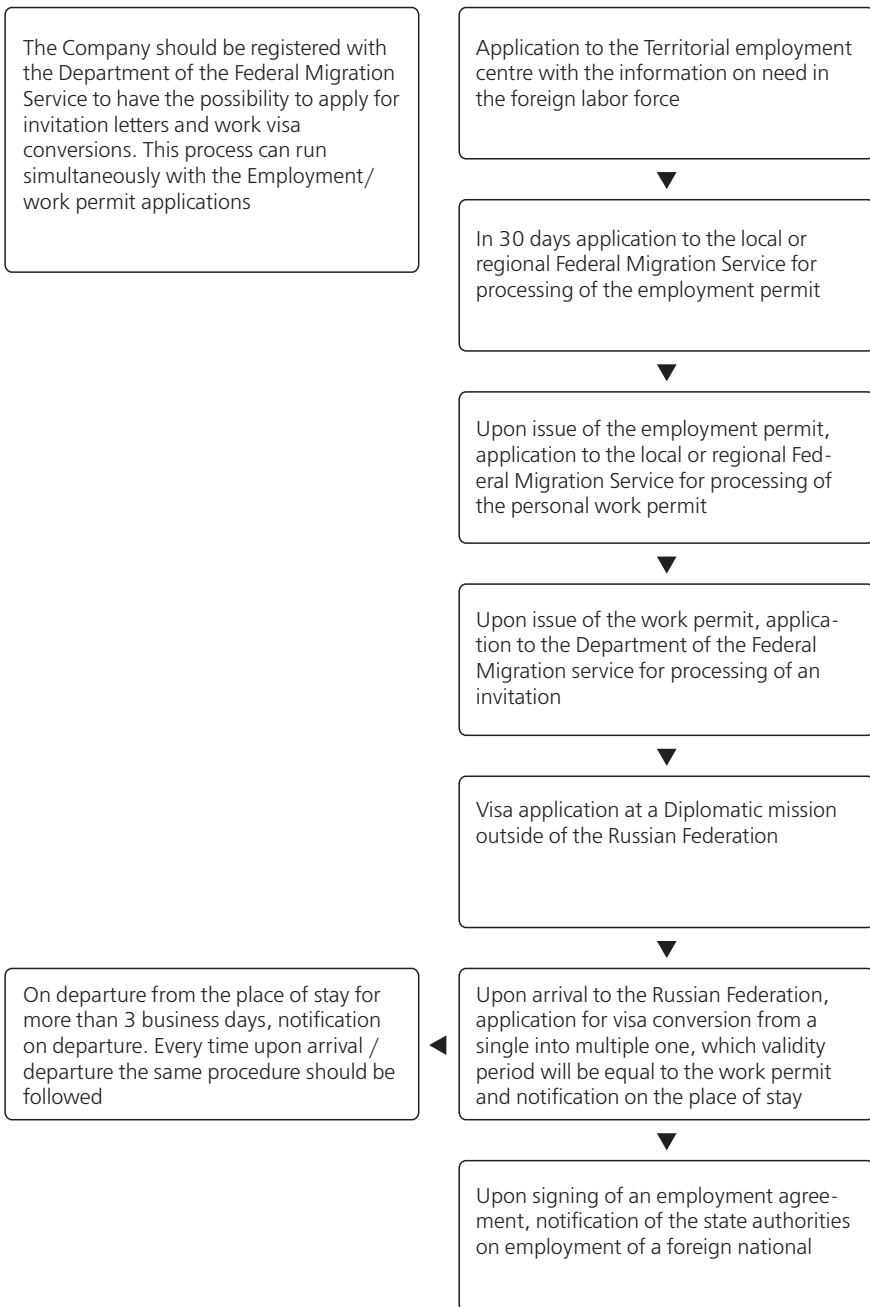 The Company should be registered with
the Department of the Federal Migration
Service to have the possibility to apply for
invitation letters and work visa
conversions. This process can run
simultaneously with the Employment/
work permit applications
Application to the Territorial employment
centre with the information on need in
the foreign labor force
In 30 days application to the local or
regional Federal Migration Service for
processing of the employment permit
Upon issue of the employment permit,
application to the local or regional Fed-
eral Migration Service for processing of
the personal work permit
Upon issue of the work permit, applica-
tion to the Department of the Federal
Migration service for processing of an
invitation
Visa application at a Diplomatic mission
outside of the Russian Federation
Upon arrival to the Russian Federation,
application for visa conversion from a
single into multiple one, which validity
period will be equal to the work permit
and notification on the place of stay
On departure from the place of stay for
more than 3 business days, notification
on departure. Every time upon arrival /
departure the same procedure should be
followed
Upon signing of an employment agree-
ment, notification of the state authorities
on employment of a foreign national